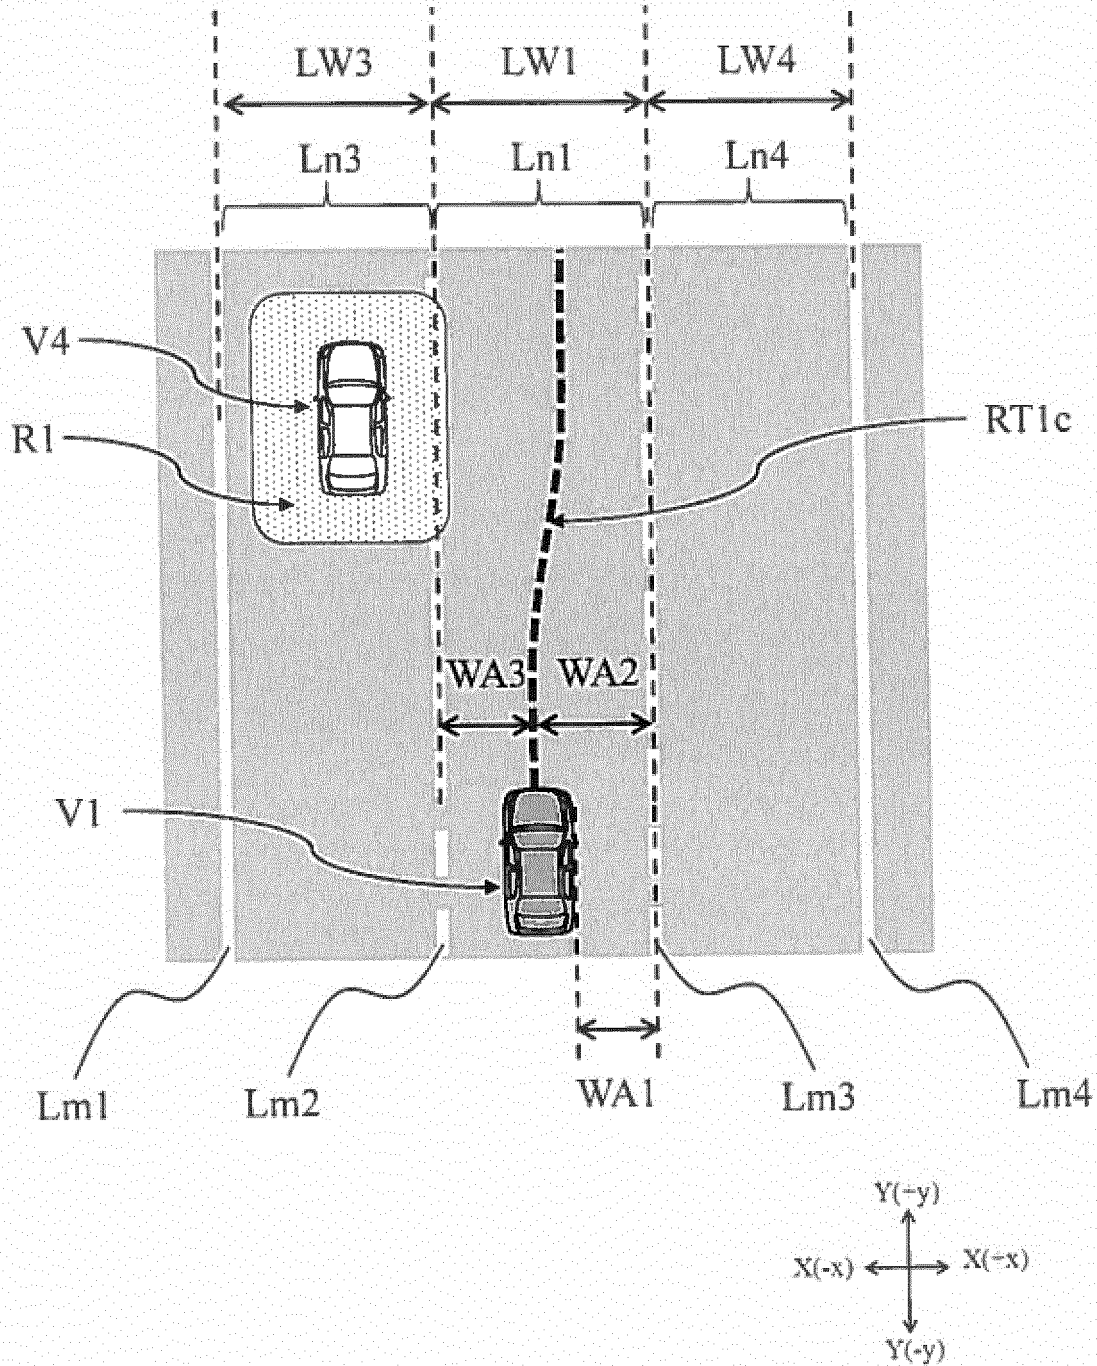 LW3 LW1 LW4
Ln3 Ln1 Ln4
V4
R1
RT1c
WA3 WA2
V1
WA1
Lm1 Lm2 Lm3 Lm4
Y(+y)
X(-x) X(+x)
Y(-y)